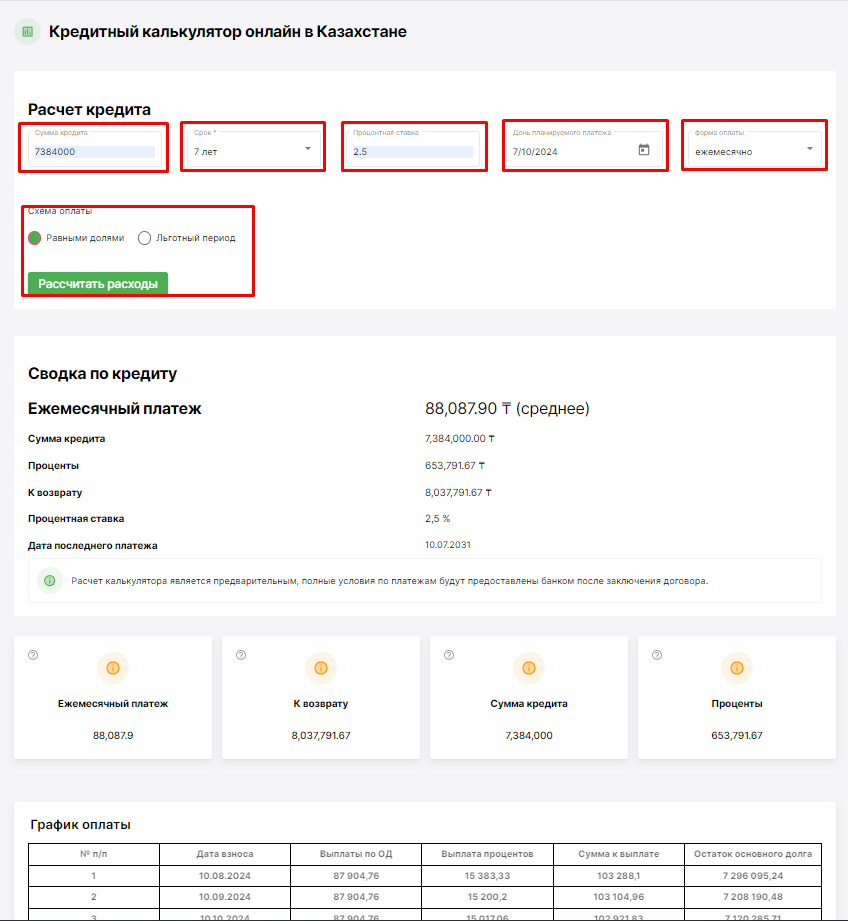 Кредитный калькулятор онлайн в Казахстане
Расчет кредита
Сумма кредита Срок * Процентная ставка День планируемого платежа форма оплаты
7384000 7 лет 2.5 7/10/2024 ежемесячно
Схема оплаты
Равными долями Льготный период
Рассчитать расходы
Сводка по кредиту
Ежемесячный платеж 88,087.90 ₸ (среднее)
Сумма кредита 7,384,000.00 ₸
Проценты 653,791.67 ₸
К возврату 8,037,791.67 ₸
Процентная ставка 2,5 %
Дата последнего платежа 10.07.2031
Расчет калькулятора является предварительным, полные условия по платежам будут предоставлены банком после заключения договора.
Ежемесячный платеж К возврату Сумма кредита Проценты
88,087.9 8,037,791.67 7,384,000 653,791.67
График оплаты
№ п/п Дата взноса Выплаты по ОД Выплата процентов Сумма к выплате Остаток основного долга
1 10.08.2024 87 904,76 15 383,33 103 288,1 7 296 095,24
2 10.09.2024 87 904,76 15 200,2 103 104,96 7 208 190,48
3 10.10.2024 87 904,76 15 017,06 102 921,83 7 120 285,71